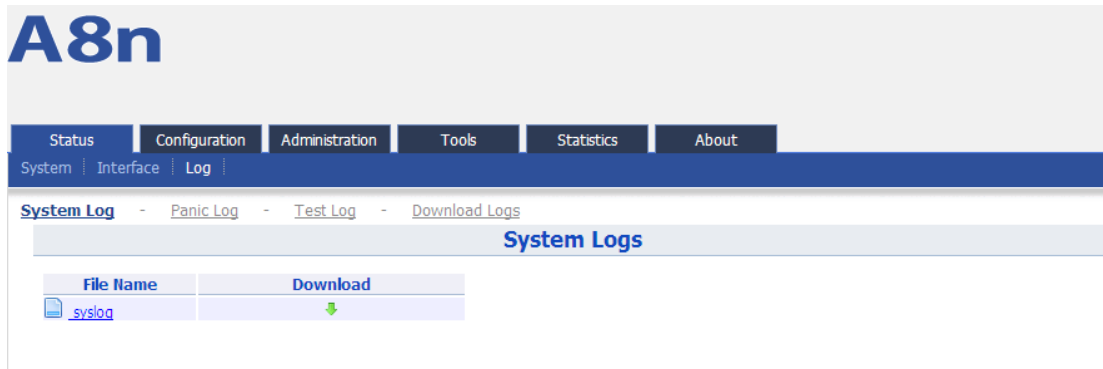 A8n
Status Configuration Administration Tools Statistics About
System Interface Log
System Log - Panic Log - Test Log - Download Logs
System Logs
File Name Download
syslog